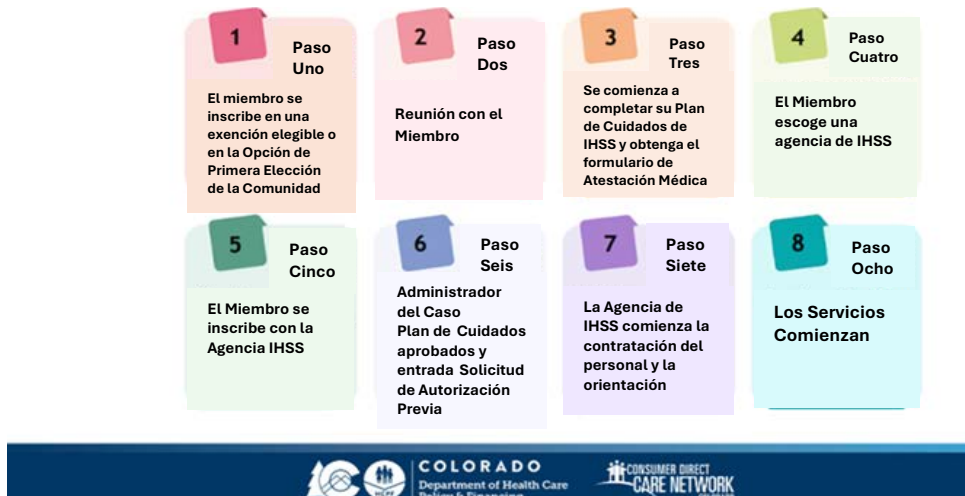 1
Paso
Uno
El miembro se
inscribe en una
exención elegible o
en la Opción de
Primera Elección
de la Comunidad
2
Paso
Dos
Reunión con el
Miembro
3
Paso
Tres
Se comienza a
completar su Plan
de Cuidados de
IHSS y obtenga el
formulario de
Atestación Médica
4
Paso
Cuatro
El Miembro
escoge una
agencia de IHSS
5
Paso
Cinco
El Miembro se
inscribe con la
Agencia IHSS
6
Paso
Seis
Administrador
del Caso
Plan de Cuidados
aprobados y
entrada Solicitud
de Autorización
Previa
7
Paso
Siete
La Agencia de
IHSS comienza la
contratación del
personal y la
orientación
8
Paso
Ocho
Los Servicios
Comienzan
COLORADO
Department of Health Care
Policy & Financing
CONSUMER DIRECT
CARE NETWORK